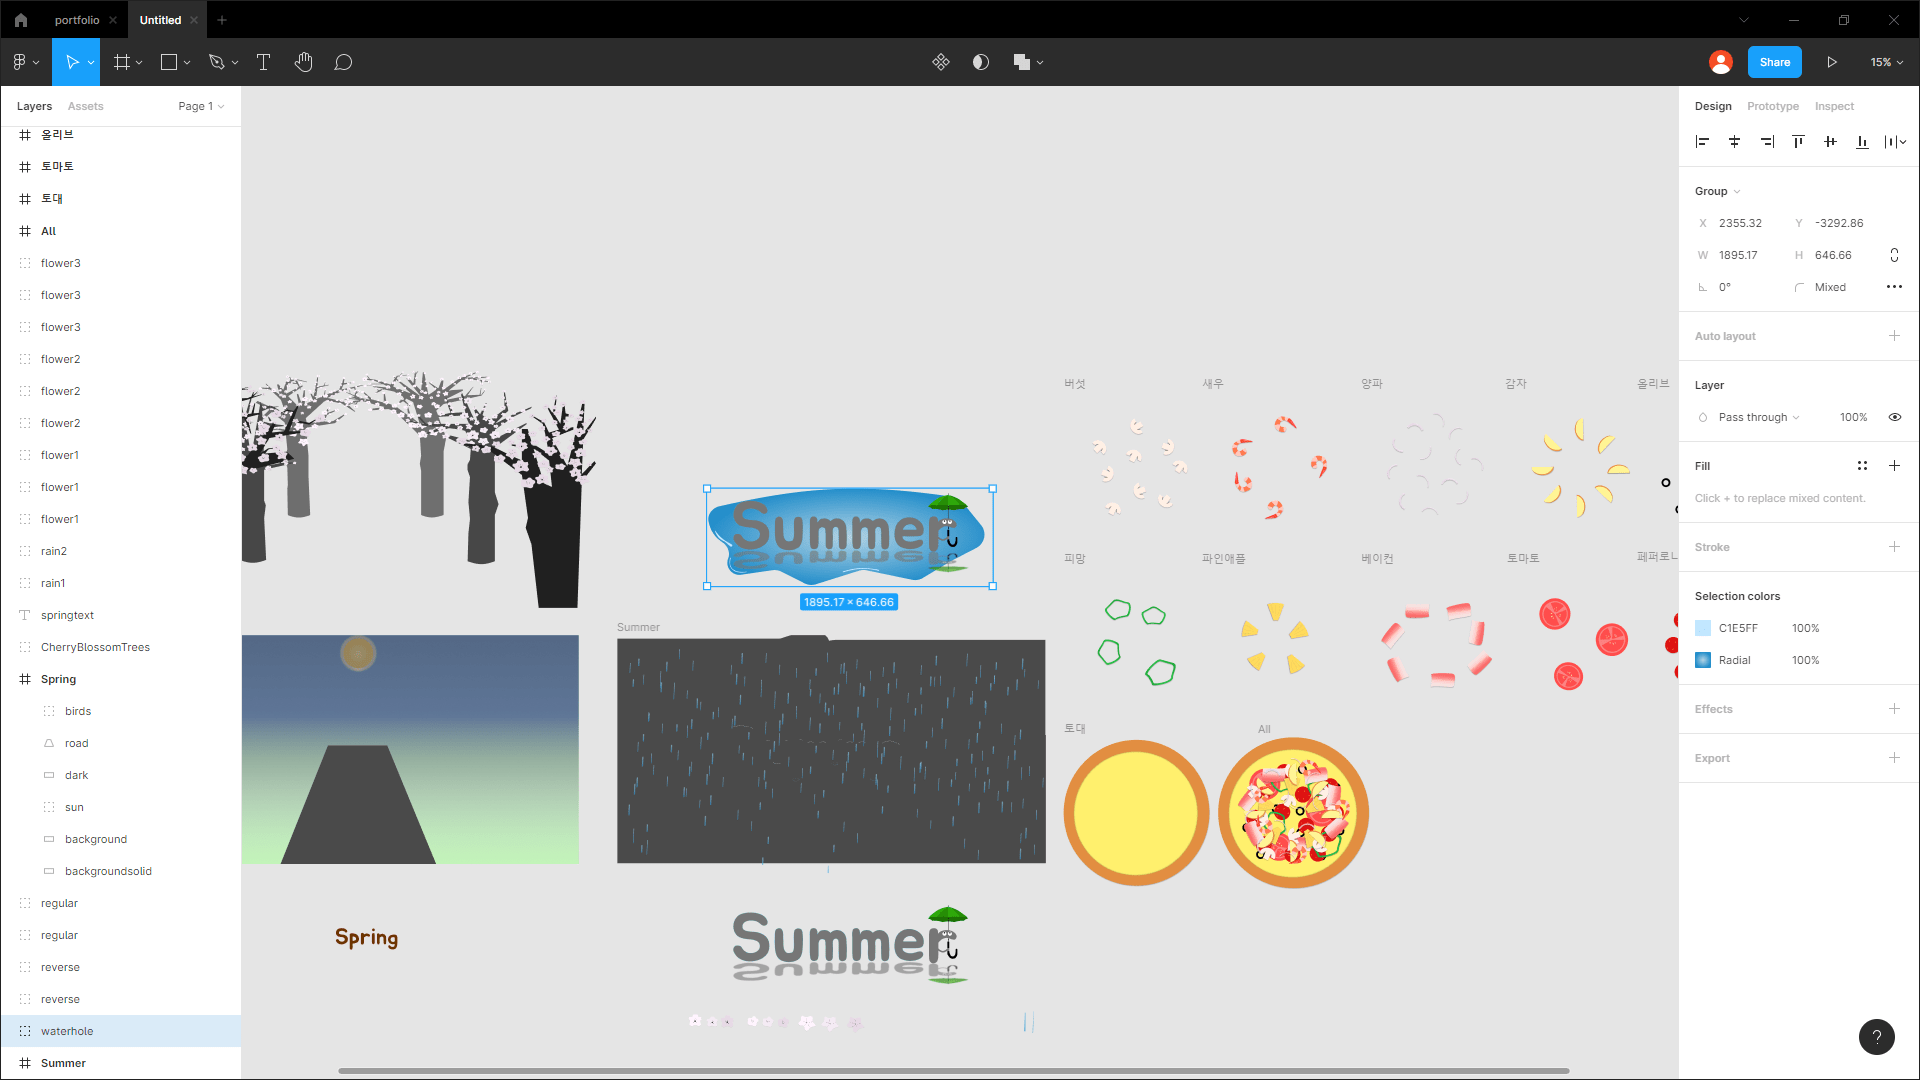 portfolio
Untitled
Share
15%
Layers
Assets
Page 1
올리브
토마토
토대
All
flower3
flower3
flower3
flower2
flower2
flower2
flower1
flower1
flower1
rain2
rain1
springtext
CherryBlossomTrees
Spring
birds
road
dark
sun
background
backgroundsolid
regular
regular
reverse
reverse
waterhole
Summer
버섯
새우
양파
감자
올리브
Summer
1895.17 × 646.66
피망
파인애플
베이컨
토마토
페퍼로니
Summer
토대
All
Spring
Summer
Design
Prototype
Inspect
Group
X 2355.32
Y -3292.86
W 1895.17
H 646.66
0°
Mixed
Auto layout
Layer
Pass through
100%
Fill
Click + to replace mixed content.
Stroke
Selection colors
C1E5FF 100%
Radial 100%
Effects
Export
?